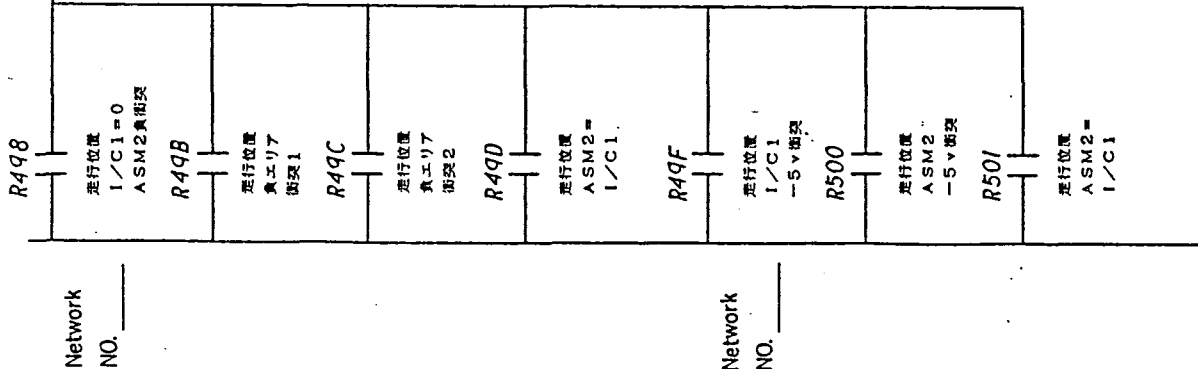 R498
走行位置
I/C1=0
ASM2負衝突
R49B
走行位置
負エリア
衝突1
R49C
走行位置
負エリア
衝突2
R49D
走行位置
ASM2=
I/C1
R49F
走行位置
I/C1
-5v衝突
R500
走行位置
ASM2
-5v衝突
R501
走行位置
ASM2=
I/C1
Network
NO.
Network
NO.